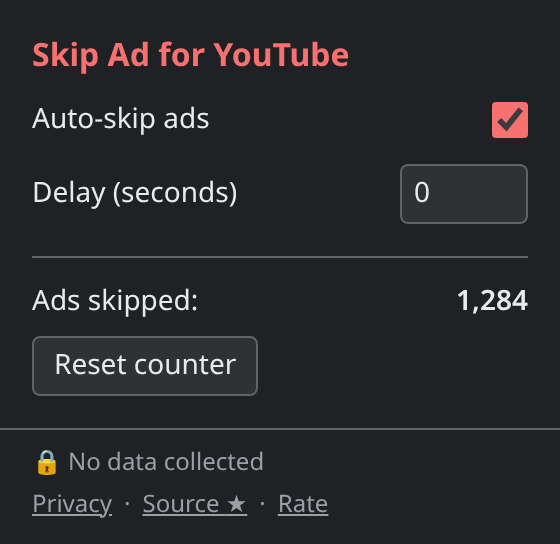 Skip Ad for YouTube
Auto-skip ads
Delay (seconds) 0
Ads skipped: 1,284
Reset counter
🔒 No data collected
Privacy · Source ★ · Rate